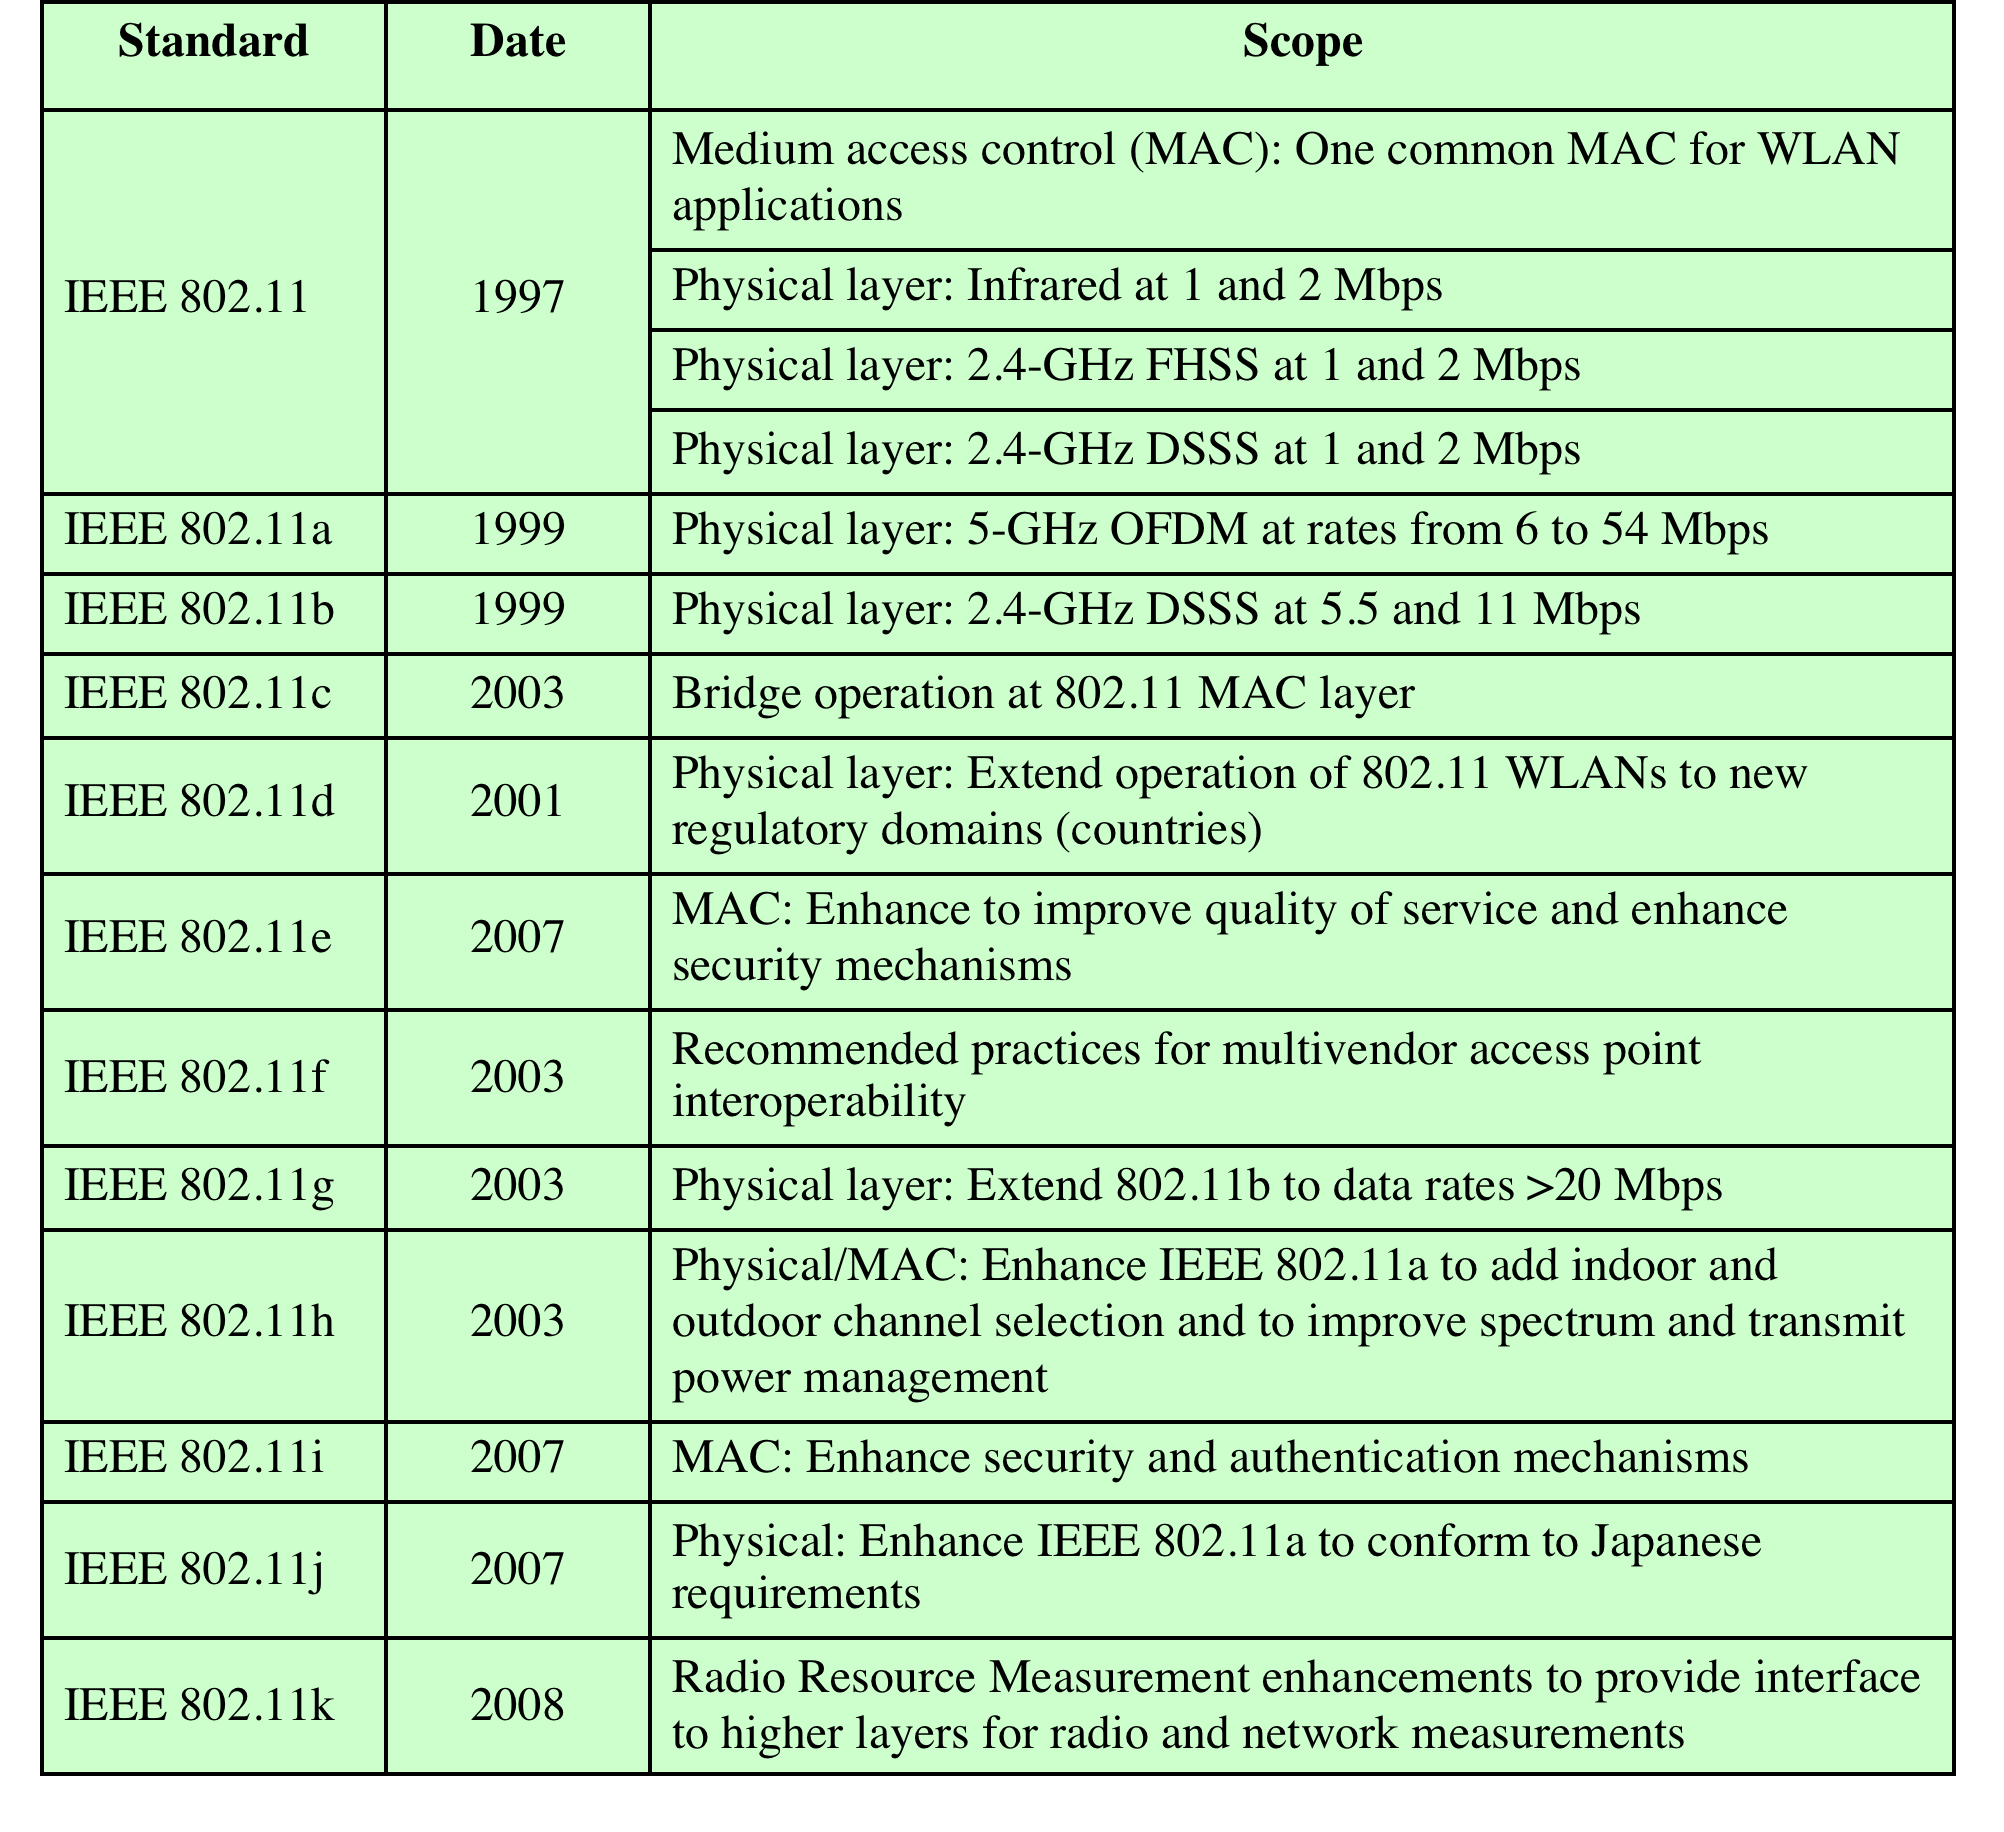 Standard Date Scope
IEEE 802.11 1997
Medium access control (MAC): One common MAC for WLAN
applications
Physical layer: Infrared at 1 and 2 Mbps
Physical layer: 2.4-GHz FHSS at 1 and 2 Mbps
Physical layer: 2.4-GHz DSSS at 1 and 2 Mbps
IEEE 802.11a 1999 Physical layer: 5-GHz OFDM at rates from 6 to 54 Mbps
IEEE 802.11b 1999 Physical layer: 2.4-GHz DSSS at 5.5 and 11 Mbps
IEEE 802.11c 2003 Bridge operation at 802.11 MAC layer
IEEE 802.11d 2001 Physical layer: Extend operation of 802.11 WLANs to new
regulatory domains (countries)
IEEE 802.11e 2007 MAC: Enhance to improve quality of service and enhance
security mechanisms
IEEE 802.11f 2003 Recommended practices for multivendor access point
interoperability
IEEE 802.11g 2003 Physical layer: Extend 802.11b to data rates >20 Mbps
IEEE 802.11h 2003 Physical/MAC: Enhance IEEE 802.11a to add indoor and
outdoor channel selection and to improve spectrum and transmit
power management
IEEE 802.11i 2007 MAC: Enhance security and authentication mechanisms
IEEE 802.11j 2007 Physical: Enhance IEEE 802.11a to conform to Japanese
requirements
IEEE 802.11k 2008 Radio Resource Measurement enhancements to provide interface
to higher layers for radio and network measurements